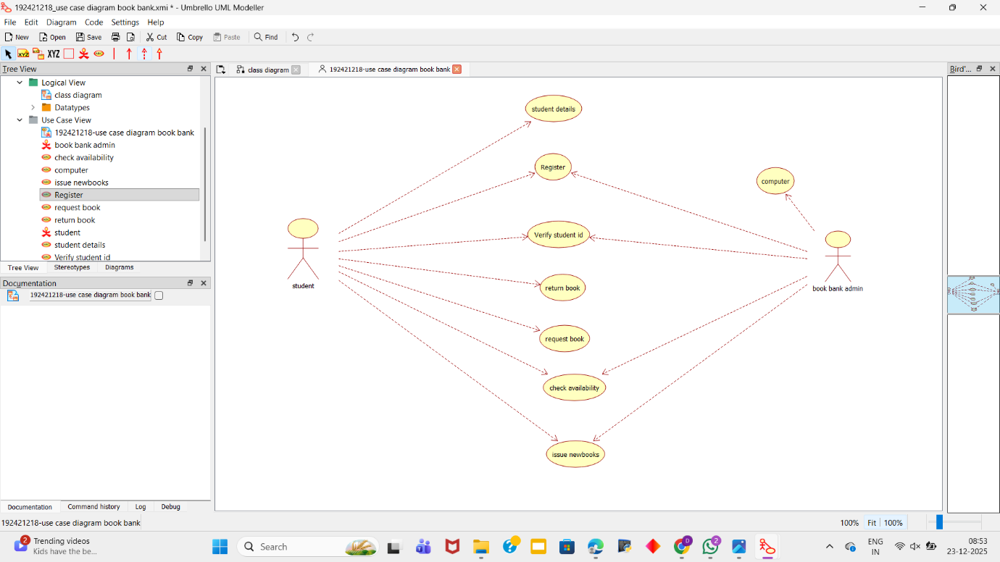 192421218_use case diagram book bank.xmi * - Umbrello UML Modeller
File Edit Diagram Code Settings Help
New Open Save Cut Copy Paste Find
XYZ XYZ
Tree View
class diagram
192421218-use case diagram book bank
Bird'...
Logical View
class diagram
Datatypes
Use Case View
192421218-use case diagram book bank
book bank admin
check availability
computer
issue newbooks
Register
request book
return book
student
student details
Verify student id
Tree View Stereotypes Diagrams
Documentation
192421218-use case diagram book bank
Documentation Command history Log Debug
student details
Register
computer
Verify student id
student
return book
book bank admin
request book
check availability
issue newbooks
192421218-use case diagram book bank
100% Fit 100%
2
Trending videos
Kids have the be...
Search
D
2
ENG
IN
08:53
23-12-2025